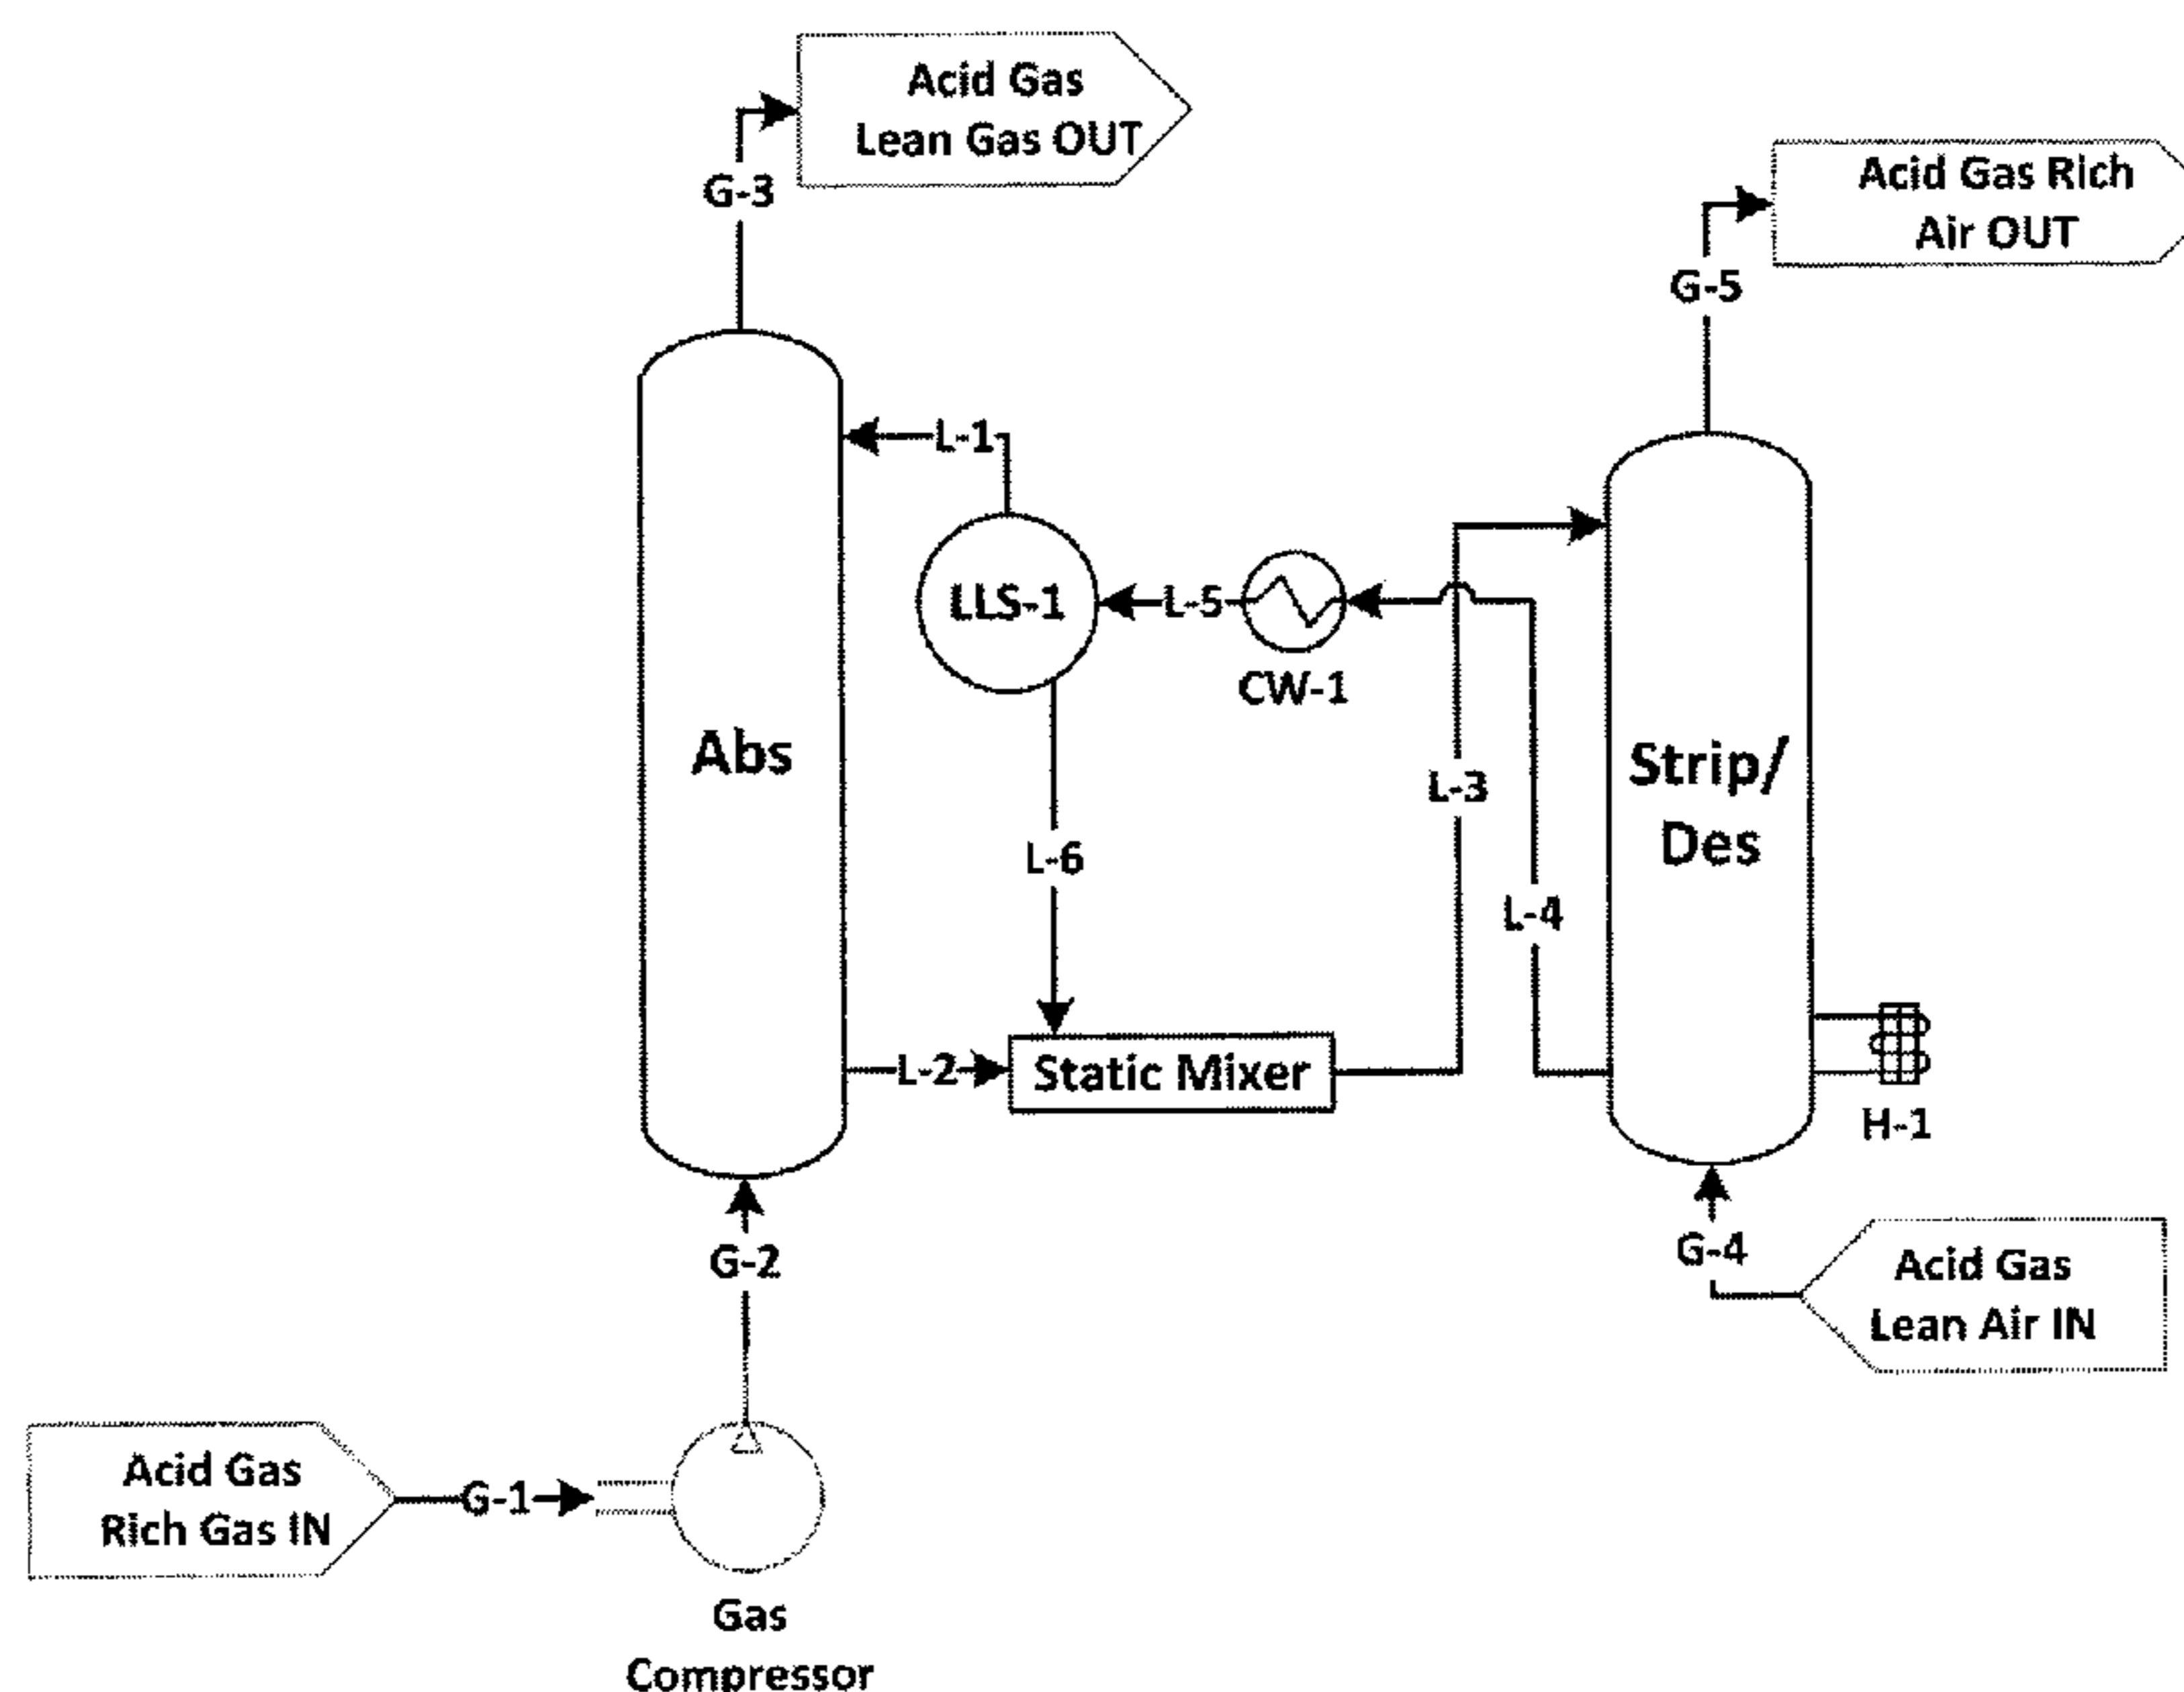 Acid Gas
Lean Gas OUT
G-3
Acid Gas Rich
Air OUT
G-5
L-1
LLS-1
L-5
CW-1
Abs
Strip/
Des
L-3
L-6
L-4
L-2
Static Mixer
H-1
G-2
G-4
Acid Gas
Lean Air IN
Acid Gas
Rich Gas IN
G-1
Gas
Compressor